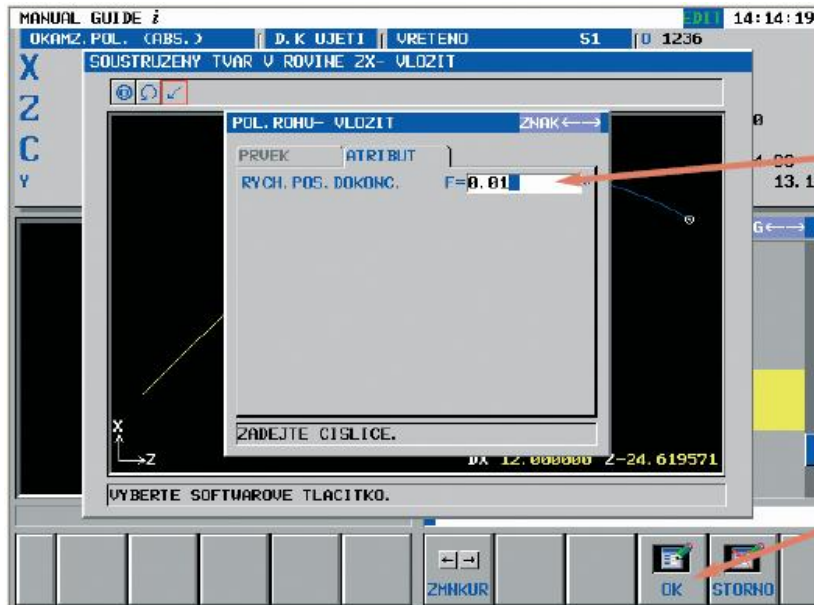 MANUAL GUIDE i EDIT 14:14:19
OKAMZ.POL. (ABS.) D.K UJETI VRETENO S1 O 1236
X
Z
C
Y
SOUSTRUZENY TVAR V ROVINE ZX- VLOZIT
POL.ROHU- VLOZIT ZNAK←→
PRVEK ATRIBUT
RYCH.POS.DOKONC. F=0.01
0
13.1
G←→
X
Z
ZADEJTE CISLICE.
DX 12.000000 Z-24.619571
VYBERTE SOFTWAROVE TLACITKO.
←→
ZMNKUR OK STORNO